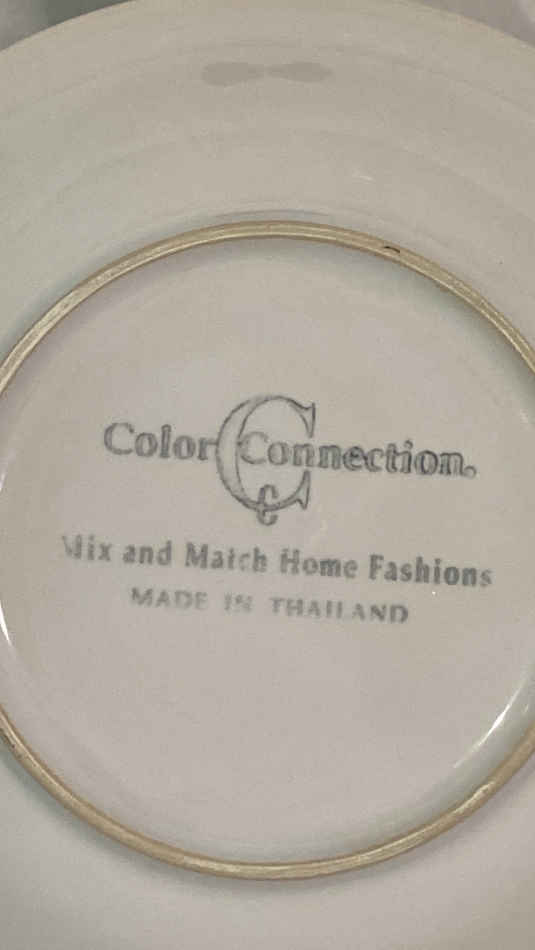 Color Connection.
Mix and Match Home Fashions
MADE IN THAILAND